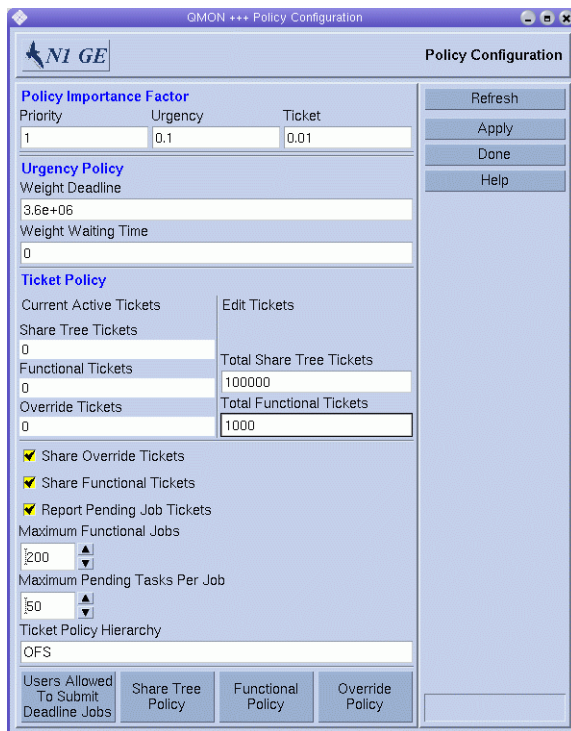 QMON +++ Policy Configuration
N1 GE
Policy Configuration
Policy Importance Factor
Priority Urgency Ticket
1 0.1 0.01
Urgency Policy
Weight Deadline
3.6e+06
Weight Waiting Time
0
Ticket Policy
Current Active Tickets
Share Tree Tickets
0
Functional Tickets
0
Override Tickets
0
Edit Tickets
Total Share Tree Tickets
100000
Total Functional Tickets
1000
Share Override Tickets
Share Functional Tickets
Report Pending Job Tickets
Maximum Functional Jobs
200
Maximum Pending Tasks Per Job
50
Ticket Policy Hierarchy
OFS
Users Allowed
To Submit
Deadline Jobs
Share Tree
Policy
Functional
Policy
Override
Policy
Refresh
Apply
Done
Help